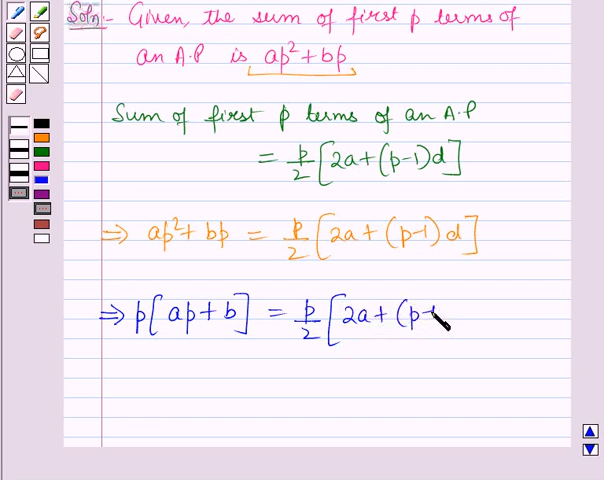 Soln:- Given, the sum of first p terms of
an A.P is ap²+bp
Sum of first p terms of an A.P
= p/2 [2a+(p-1)d]
⇒ ap²+bp = p/2 [2a+(p-1)d]
⇒ p[ap+b] = p/2 [2a+(p-